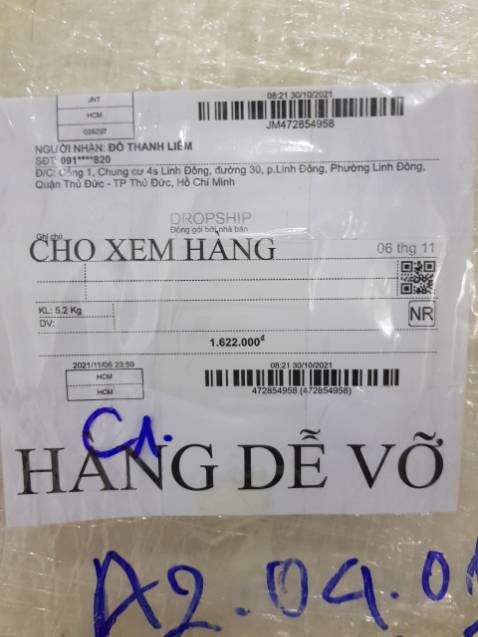 JNT
HCM
028Z07
08:21 30/10/2021
JM472854958
NGƯỜI NHẬN: ĐỖ THANH LIÊM
SĐT: 091****820
Đ/C: Cổng 1, Chung cư 4s Linh Đông, đường 30, p.Linh Đông, Phường Linh Đông,
Quận Thủ Đức - TP Thủ Đức, Hồ Chí Minh
DROPSHIP
Đóng gói bởi nhà bán
Ghi chú
CHO XEM HÀNG
06 thg 11
KL: 5.2 Kg
NR
DV:
1.622.000đ
2021/11/06 23:59
HCM
HCM
08:21 30/10/2021
472854958 (472854958)
C1.
HÀNG DỄ VỠ
A2.04.0